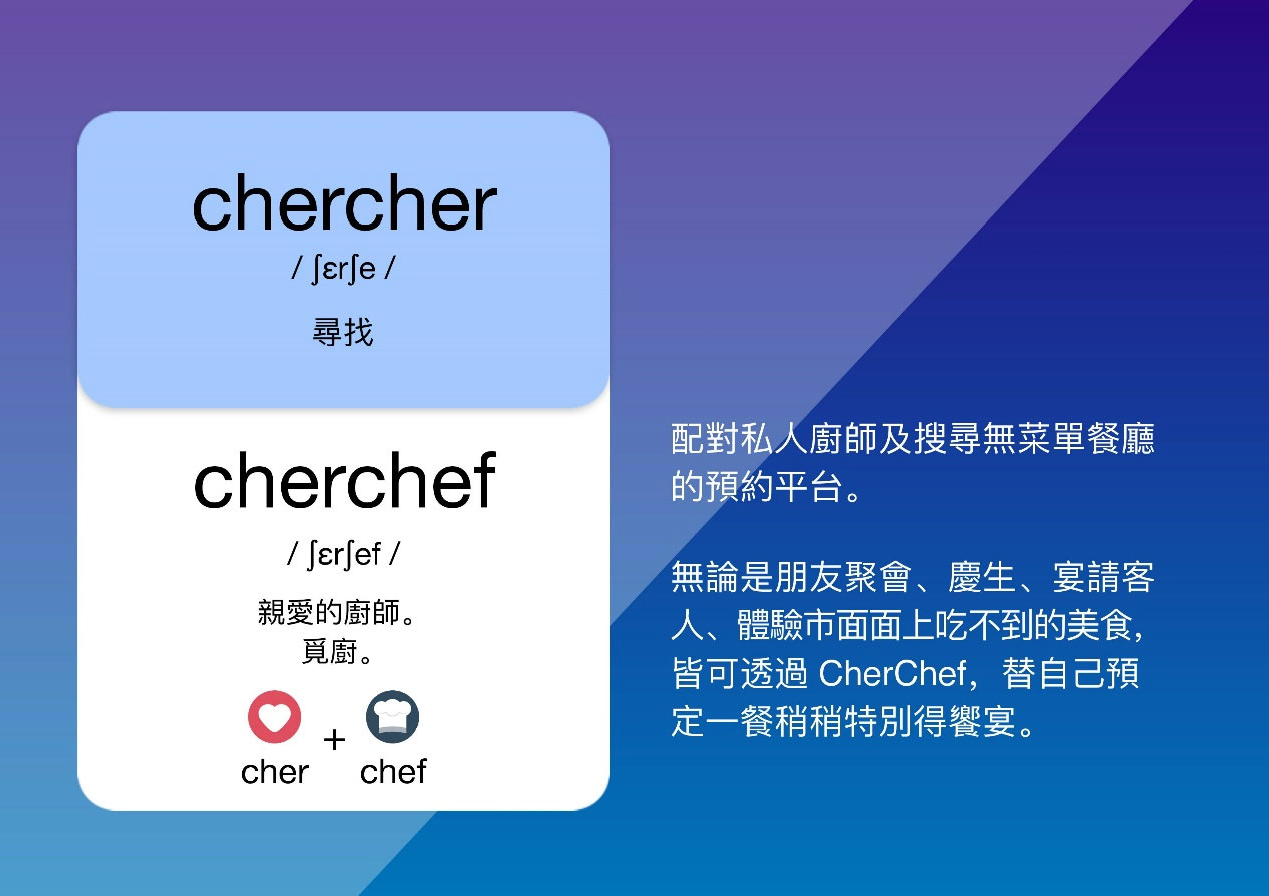 chercher
/ ʃɛrʃe /
尋找
cherchef
/ ʃɛrʃef /
親愛的廚師。
覓廚。
+
cher chef
配對私人廚師及搜尋無菜單餐廳
的預約平台。
無論是朋友聚會、慶生、宴請客
人、體驗市面面上吃不到的美食，
皆可透過 CherChef，替自己預
定一餐稍稍特別得饗宴。